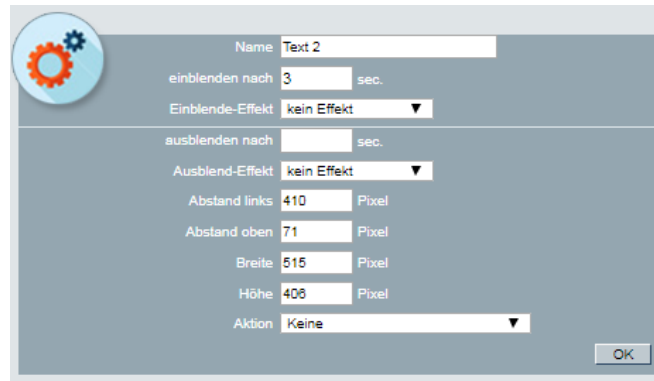 Name Text 2
einblenden nach 3 sec.
Einblende-Effekt kein Effekt
ausblenden nach sec.
Ausblend-Effekt kein Effekt
Abstand links 410 Pixel
Abstand oben 71 Pixel
Breite 515 Pixel
Höhe 406 Pixel
Aktion Keine
OK